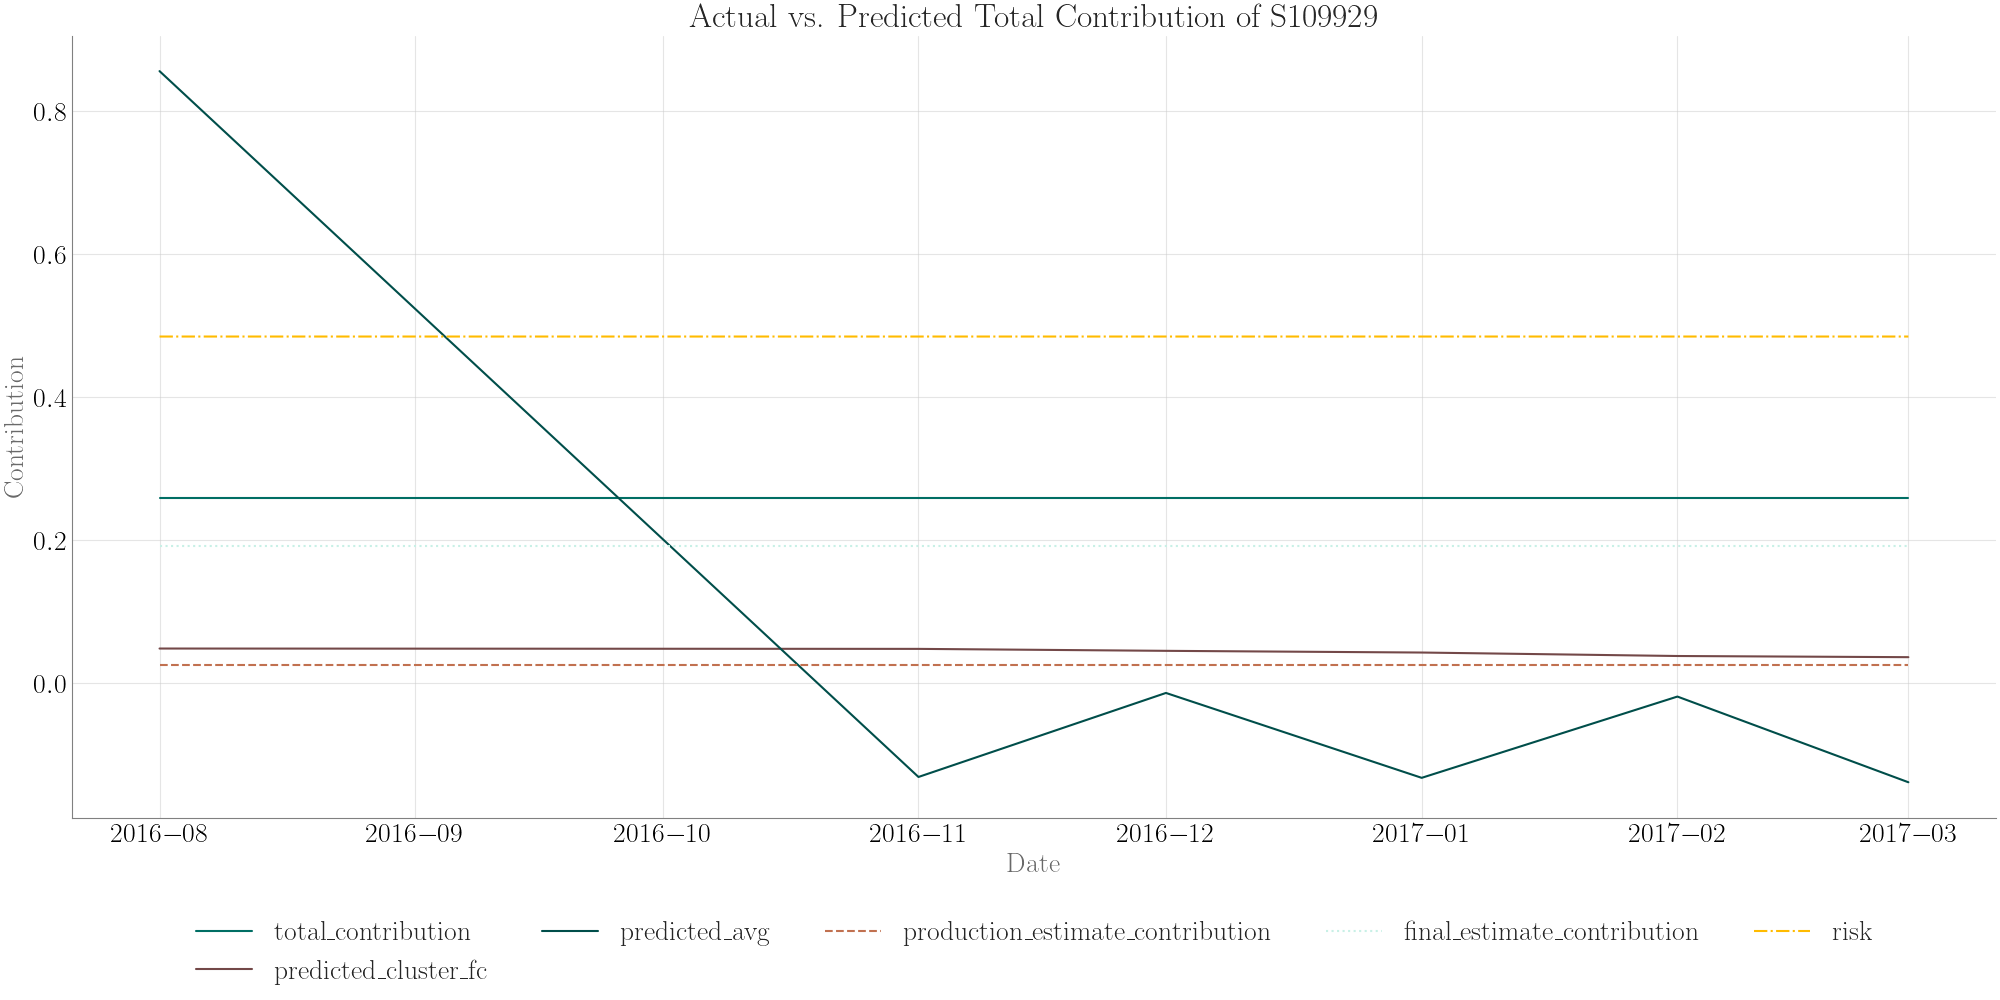 Actual vs. Predicted Total Contribution of S109929
Contribution
0.8
0.6
0.4
0.2
0.0
2016–08 2016–09 2016–10 2016–11 2016–12 2017–01 2017–02 2017–03
Date
total_contribution predicted_avg production_estimate_contribution final_estimate_contribution risk
predicted_cluster_fc